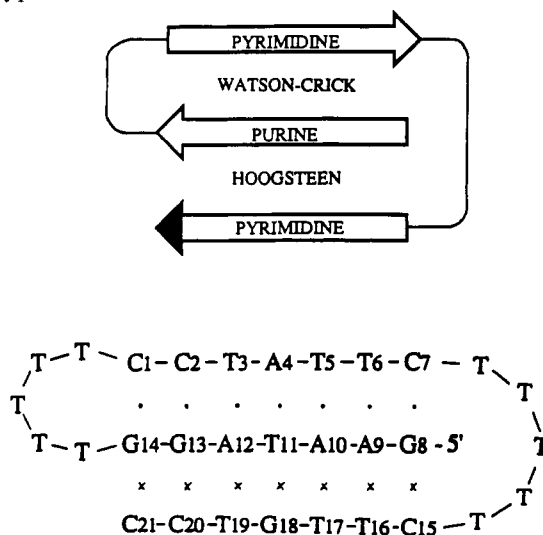 PYRIMIDINE
WATSON-CRICK
PURINE
HOOGSTEEN
PYRIMIDINE
T - T - C1 - C2 - T3 - A4 - T5 - T6 - C7 - T
T T
T T
T - T - G14-G13-A12-T11-A10-A9-G8 - 5' T
x x x x x x x
C21-C20-T19-G18-T17-T16-C15 - T